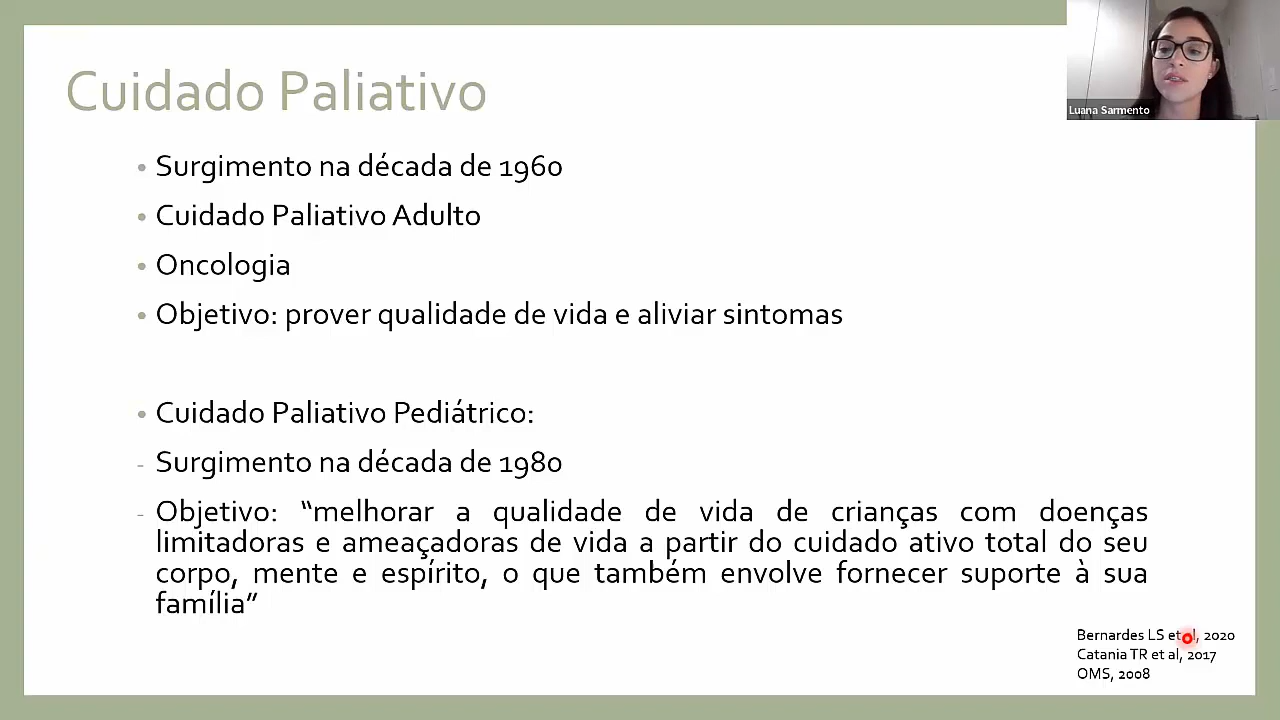 Cuidado Paliativo
Luana Sarmento
• Surgimento na década de 1960
• Cuidado Paliativo Adulto
• Oncologia
• Objetivo: prover qualidade de vida e aliviar sintomas
• Cuidado Paliativo Pediátrico:
- Surgimento na década de 1980
- Objetivo: “melhorar a qualidade de vida de crianças com doenças
limitadoras e ameaçadoras de vida a partir do cuidado ativo total do seu
corpo, mente e espírito, o que também envolve fornecer suporte à sua
família”
Bernardes LS et al, 2020
Catania TR et al, 2017
OMS, 2008